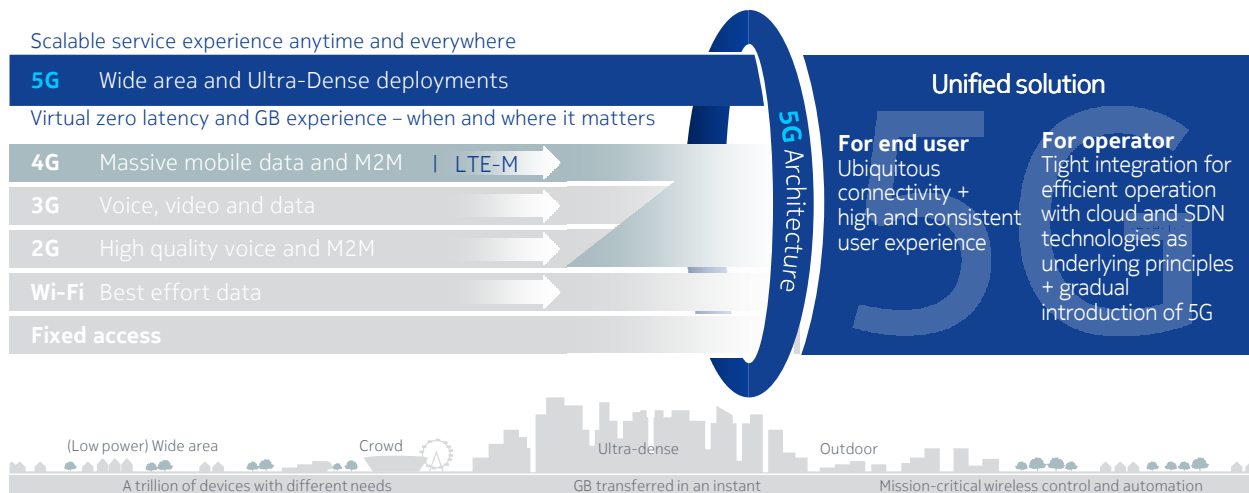 Scalable service experience anytime and everywhere
5G Wide area and Ultra-Dense deployments
Virtual zero latency and GB experience – when and where it matters
4G Massive mobile data and M2M | LTE-M
3G Voice, video and data
2G High quality voice and M2M
Wi-Fi Best effort data
Fixed access
5G Architecture
Unified solution
5G
For end user
Ubiquitous
connectivity +
high and consistent
user experience
For operator
Tight integration for
efficient operation
with cloud and SDN
technologies as
underlying principles
+ gradual
introduction of 5G
(Low power) Wide area
Crowd
Ultra-dense
Outdoor
A trillion of devices with different needs
GB transferred in an instant
Mission-critical wireless control and automation